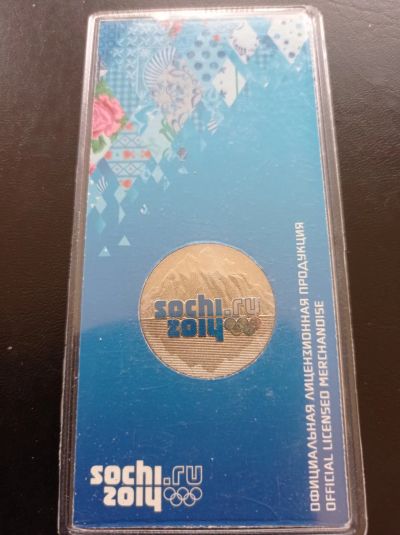 sochi.ru
2014
sochi.ru
2014
ОФИЦИАЛЬНАЯ ЛИЦЕНЗИОННАЯ ПРОДУКЦИЯ
OFFICIAL LICENSED MERCHANDISE